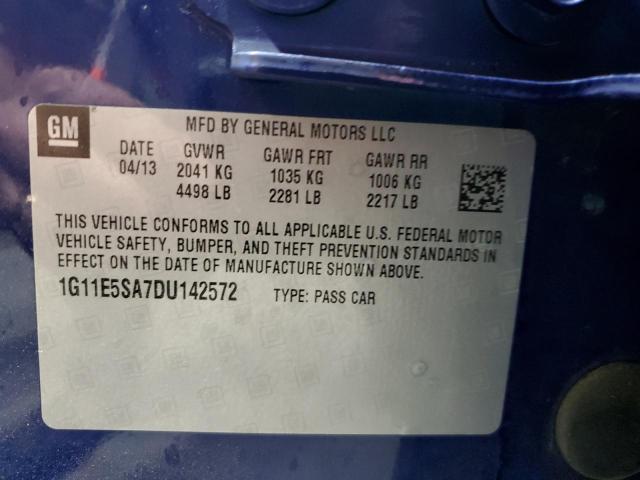 GM
MFD BY GENERAL MOTORS LLC
DATE GVWR GAWR FRT GAWR RR
04/13 2041 KG 1035 KG 1006 KG
4498 LB 2281 LB 2217 LB
THIS VEHICLE CONFORMS TO ALL APPLICABLE U.S. FEDERAL MOTOR
VEHICLE SAFETY, BUMPER, AND THEFT PREVENTION STANDARDS IN
EFFECT ON THE DATE OF MANUFACTURE SHOWN ABOVE.
1G11E5SA7DU142572 TYPE: PASS CAR